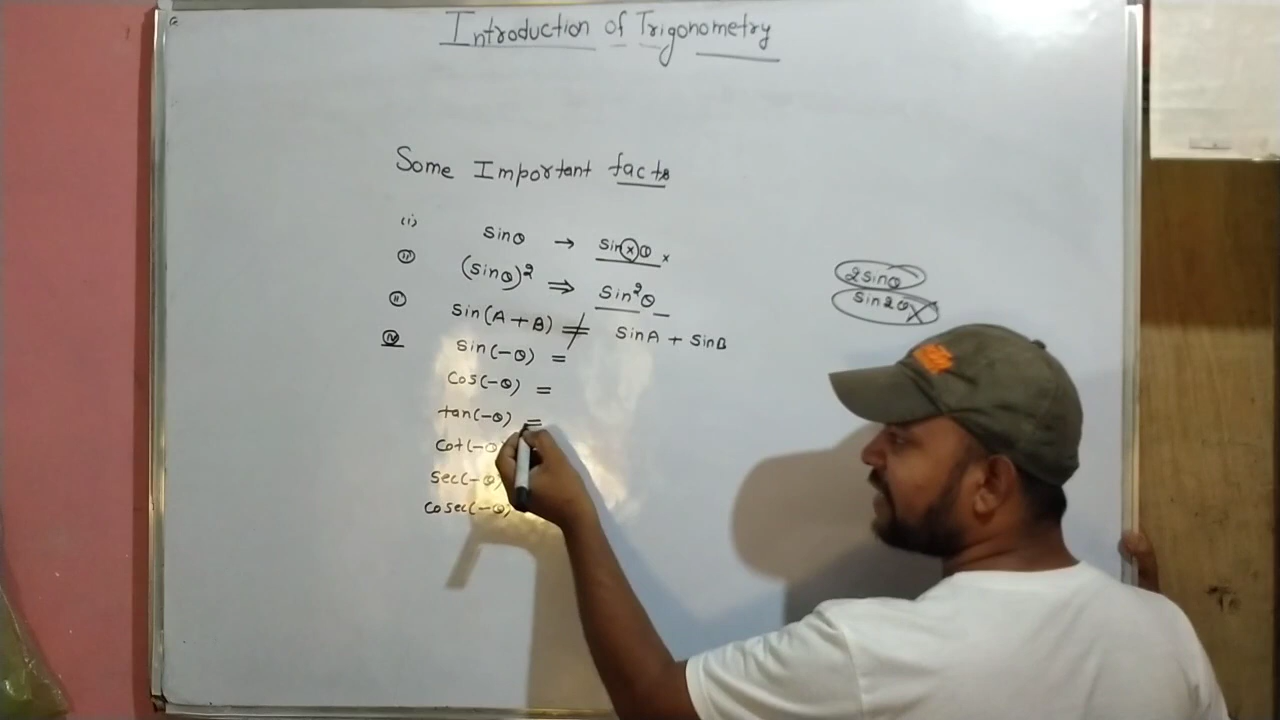 Introduction of Trigonometry
Some Important facts
(i) sinθ → sin(x)θ x
(ii) (sinθ)² ⇒ Sin²θ
2sinθ
sin2θ
(ii) sin(A+B) ≠ sinA + sinB
(iv) sin(-θ) =
cos(-θ) =
tan(-θ) =
cot(-θ)
sec(-θ)
cosec(-θ)